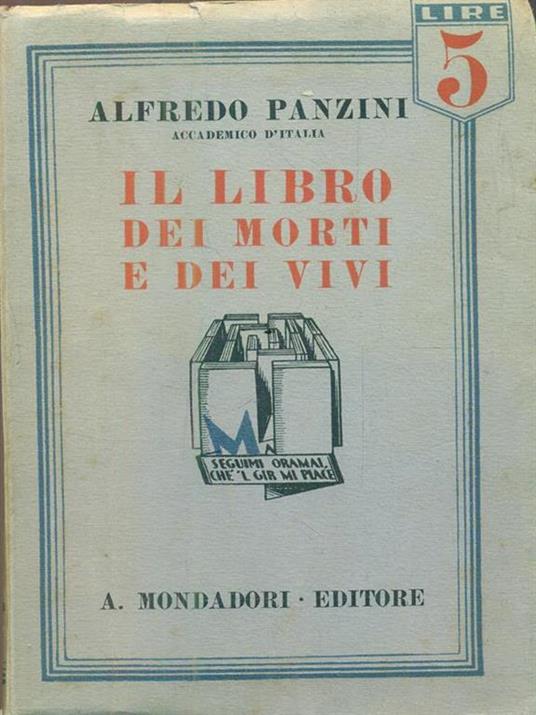 LIRE
5
ALFREDO PANZINI
ACCADEMICO D'ITALIA
IL LIBRO
DEI MORTI
E DEI VIVI
M
SEGUIMI ORAMAI,
CHE 'L GIR MI PIACE
A. MONDADORI · EDITORE